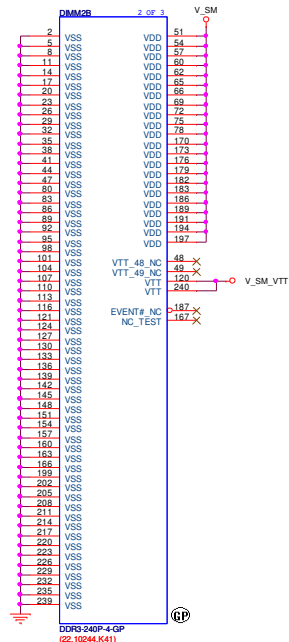 DIMM2B 2 OF 3 V_SM
2 VSS VDD 51
5 VSS VDD 54
8 VSS VDD 57
11 VSS VDD 60
14 VSS VDD 62
17 VSS VDD 65
20 VSS VDD 66
23 VSS VDD 69
26 VSS VDD 72
29 VSS VDD 75
32 VSS VDD 78
35 VSS VDD 170
38 VSS VDD 173
41 VSS VDD 176
44 VSS VDD 179
47 VSS VDD 182
80 VSS VDD 183
83 VSS VDD 186
86 VSS VDD 189
89 VSS VDD 191
92 VSS VDD 194
95 VSS VDD 197
98 VSS
101 VSS VTT_48_NC 48
104 VSS VTT_49_NC 49
107 VSS VTT 120 V_SM_VTT
110 VSS VTT 240
113 VSS
116 VSS EVENT#_NC 187
121 VSS NC_TEST 167
124 VSS
127 VSS
130 VSS
133 VSS
136 VSS
139 VSS
142 VSS
145 VSS
148 VSS
151 VSS
154 VSS
157 VSS
160 VSS
163 VSS
166 VSS
199 VSS
202 VSS
205 VSS
208 VSS
211 VSS
214 VSS
217 VSS
220 VSS
223 VSS
226 VSS
229 VSS
232 VSS
235 VSS
239 VSS
GP
DDR3-240P-4-GP
(22.10244.K41)